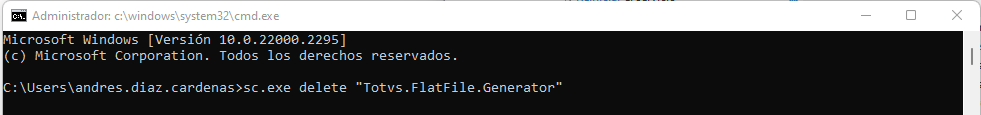 Administrador: c:\windows\system32\cmd.exe
Microsoft Windows [Versión 10.0.22000.2295]
(c) Microsoft Corporation. Todos los derechos reservados.
C:\Users\andres.diaz.cardenas>sc.exe delete "Totvs.FlatFile.Generator"